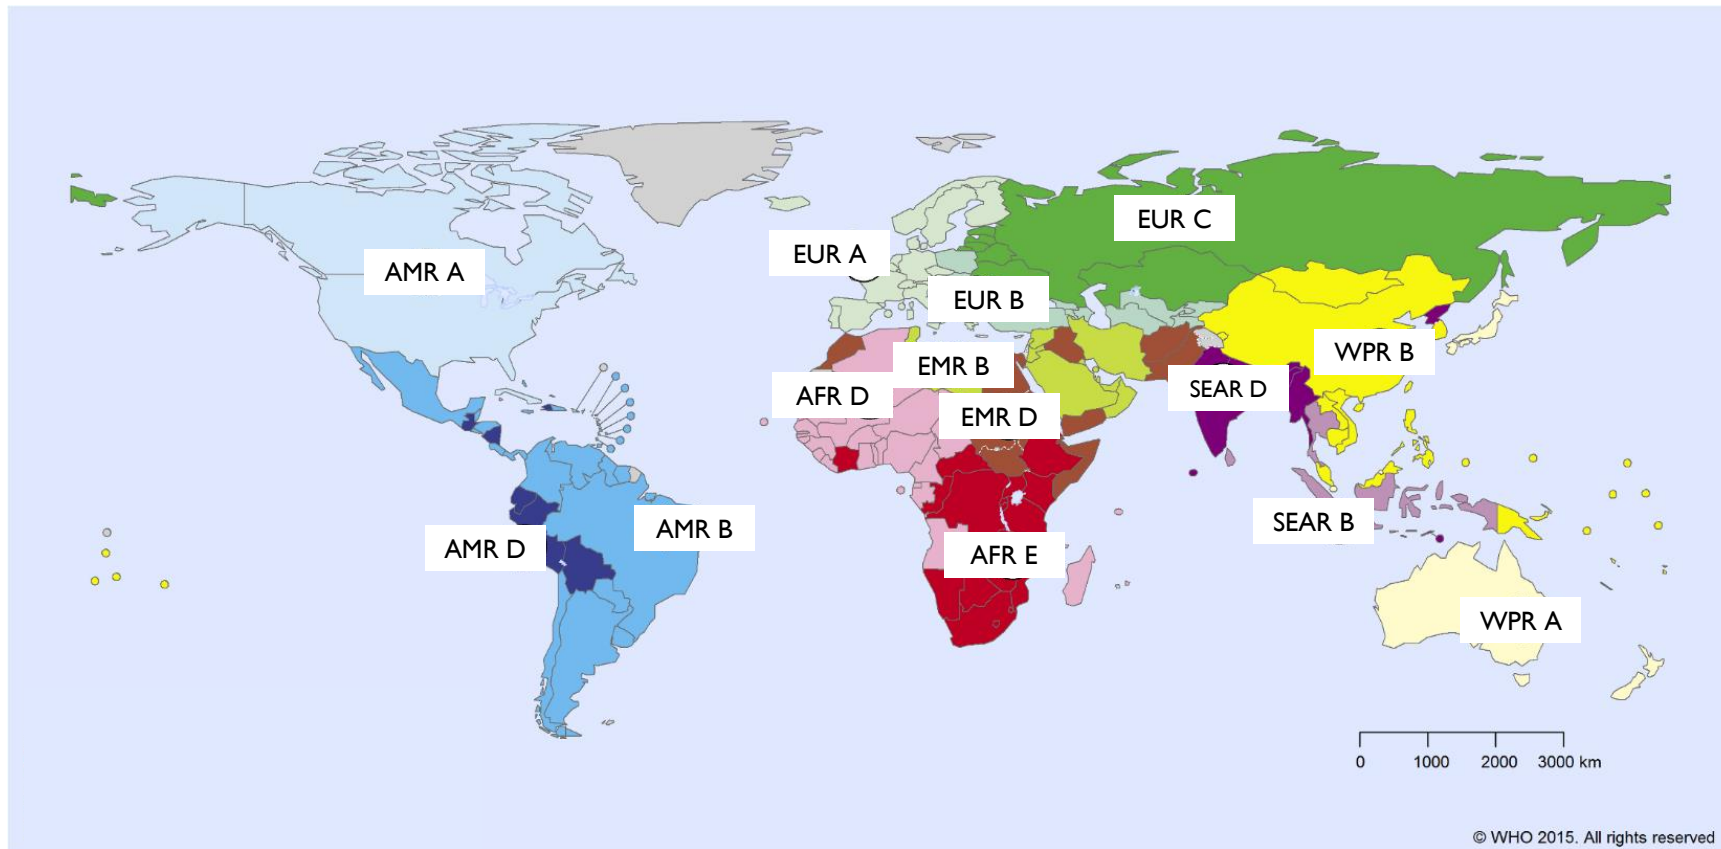 EUR C
EUR A
AMR A
EUR B
WPR B
EMR B
SEAR D
AFR D
EMR D
SEAR B
AMR B
AMR D
AFR E
WPR A
0 1000 2000 3000 km
© WHO 2015. All rights reserved